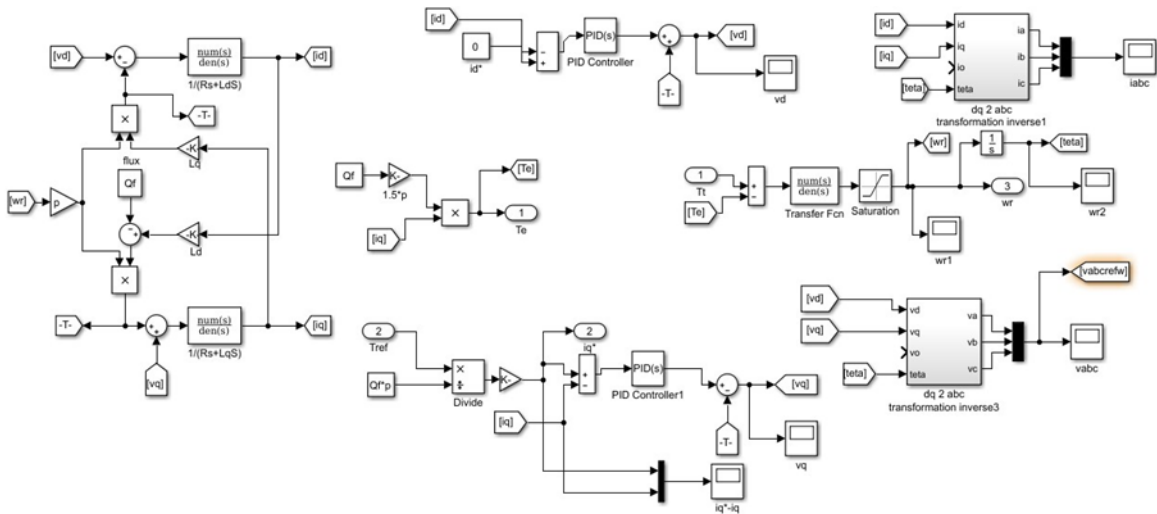 [vd]
num(s)
den(s)
1/(Rs+LdS)
[id]
-T-
×
flux
-K-
Lq
Qf
[wr]
p
-K-
Ld
×
-T-
num(s)
den(s)
1/(Rs+LqS)
[iq]
[vq]
[id]
0
id*
PID(s)
PID Controller
[vd]
-T-
vd
[id]
[iq]
[teta]
id
iq
io
teta
ia
ib
ic
dq 2 abc
transformation inverse1
iabc
Qf
K-
1.5*p
[iq]
×
[Te]
1
Te
1
Tt
[Te]
num(s)
den(s)
Transfer Fcn
Saturation
[wr]
1
s
[teta]
3
wr
wr2
wr1
2
Tref
Qf*p
×
÷
Divide
K-
2
iq*
[iq]
PID(s)
PID Controller1
[vq]
-T-
vq
iq*-iq
[vd]
[vq]
[teta]
vd
vq
vo
teta
va
vb
vc
dq 2 abc
transformation inverse3
[vabcrefw]
vabc